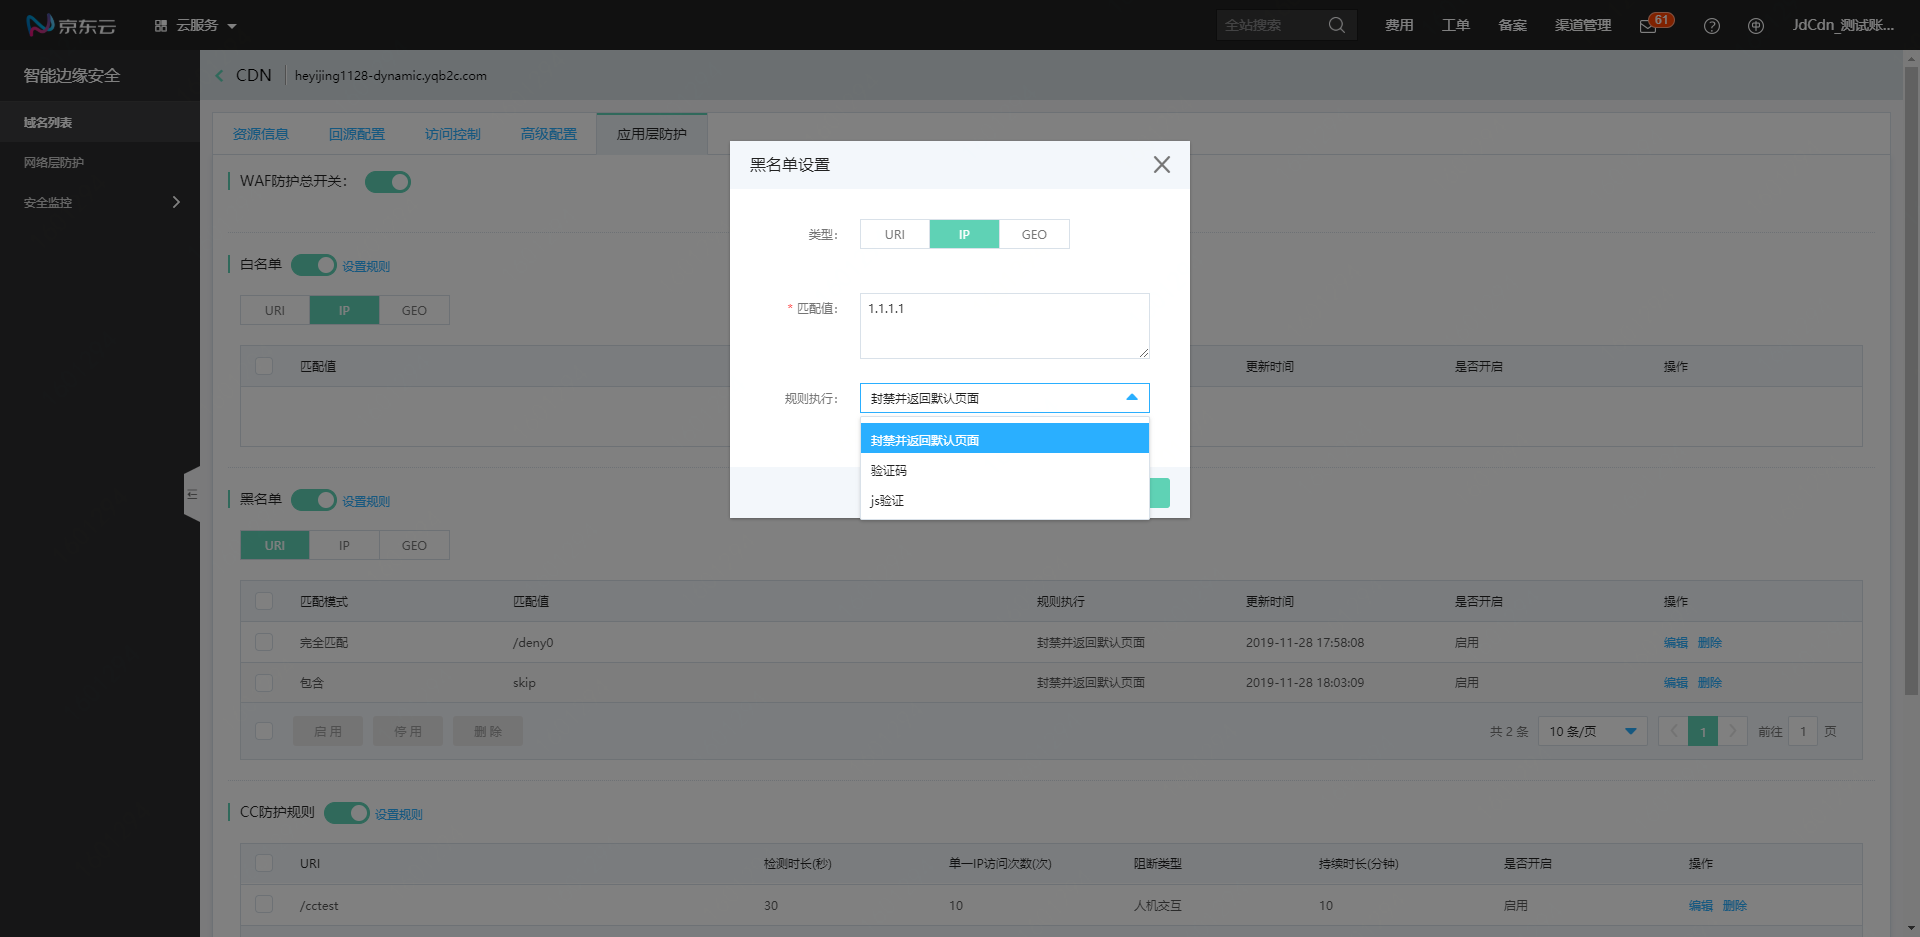 京东云 云服务 全站搜索 费用 工单 备案 渠道管理 61 JdCdn_测试账...
智能边缘安全
域名列表
网络层防护
安全监控
CDN heyijing1128-dynamic.yqb2c.com
资源信息 回源配置 访问控制 高级配置 应用层防护
WAF防护总开关：
白名单 设置规则
URI IP GEO
匹配值 更新时间 是否开启 操作
黑名单设置
类型： URI IP GEO
* 匹配值： 1.1.1.1
规则执行： 封禁并返回默认页面
封禁并返回默认页面
验证码
js验证
黑名单 设置规则
URI IP GEO
匹配模式 匹配值 规则执行 更新时间 是否开启 操作
完全匹配 /deny0 封禁并返回默认页面 2019-11-28 17:58:08 启用 编辑 删除
包含 skip 封禁并返回默认页面 2019-11-28 18:03:09 启用 编辑 删除
启用 停用 删除 共 2 条 10 条/页 1 前往 1 页
CC防护规则 设置规则
URI 检测时长(秒) 单一IP访问次数(次) 阻断类型 持续时长(分钟) 是否开启 操作
/cctest 30 10 人机交互 10 启用 编辑 删除